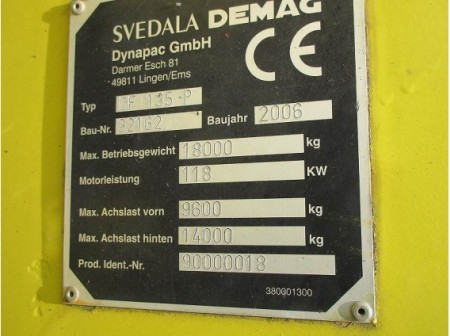 SVEDALA DEMAG
Dynapac GmbH
Darmer Esch 81
49811 Lingen/Ems
CE
Typ F 135-P
Bau-Nr. 32162 Baujahr 2006
Max. Betriebsgewicht 18000 kg
Motorleistung 118 KW
Max. Achslast vorn 9600 kg
Max. Achslast hinten 14000 kg
Prod. Ident.-Nr. 90000018
380001300